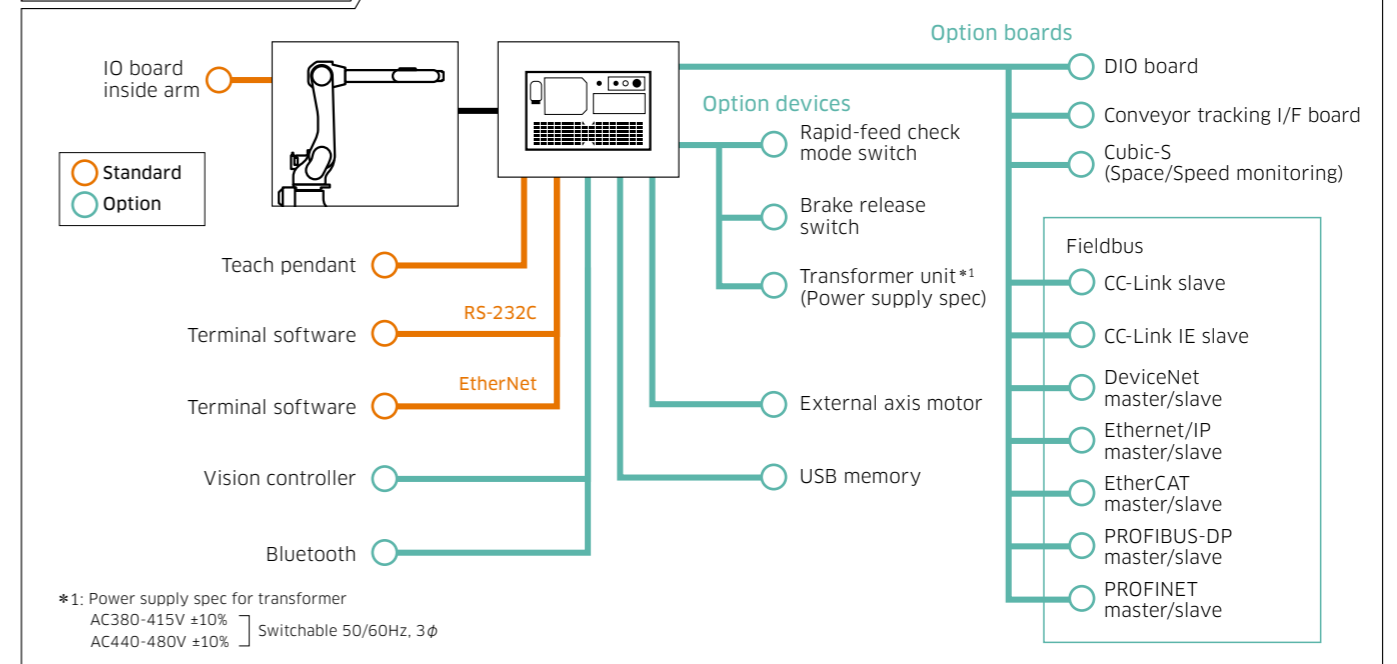 Option boards
IO board
inside arm
DIO board
Option devices
Conveyor tracking I/F board
Rapid-feed check
mode switch
Cubic-S
(Space/Speed monitoring)
Standard
Option
Brake release
switch
Fieldbus
Teach pendant
Transformer unit*1
(Power supply spec)
CC-Link slave
RS-232C
Terminal software
CC-Link IE slave
EtherNet
Terminal software
External axis motor
DeviceNet
master/slave
Ethernet/IP
master/slave
Vision controller
USB memory
EtherCAT
master/slave
Bluetooth
PROFIBUS-DP
master/slave
PROFINET
master/slave
*1: Power supply spec for transformer
AC380-415V ±10%
AC440-480V ±10%
Switchable 50/60Hz, 3φ